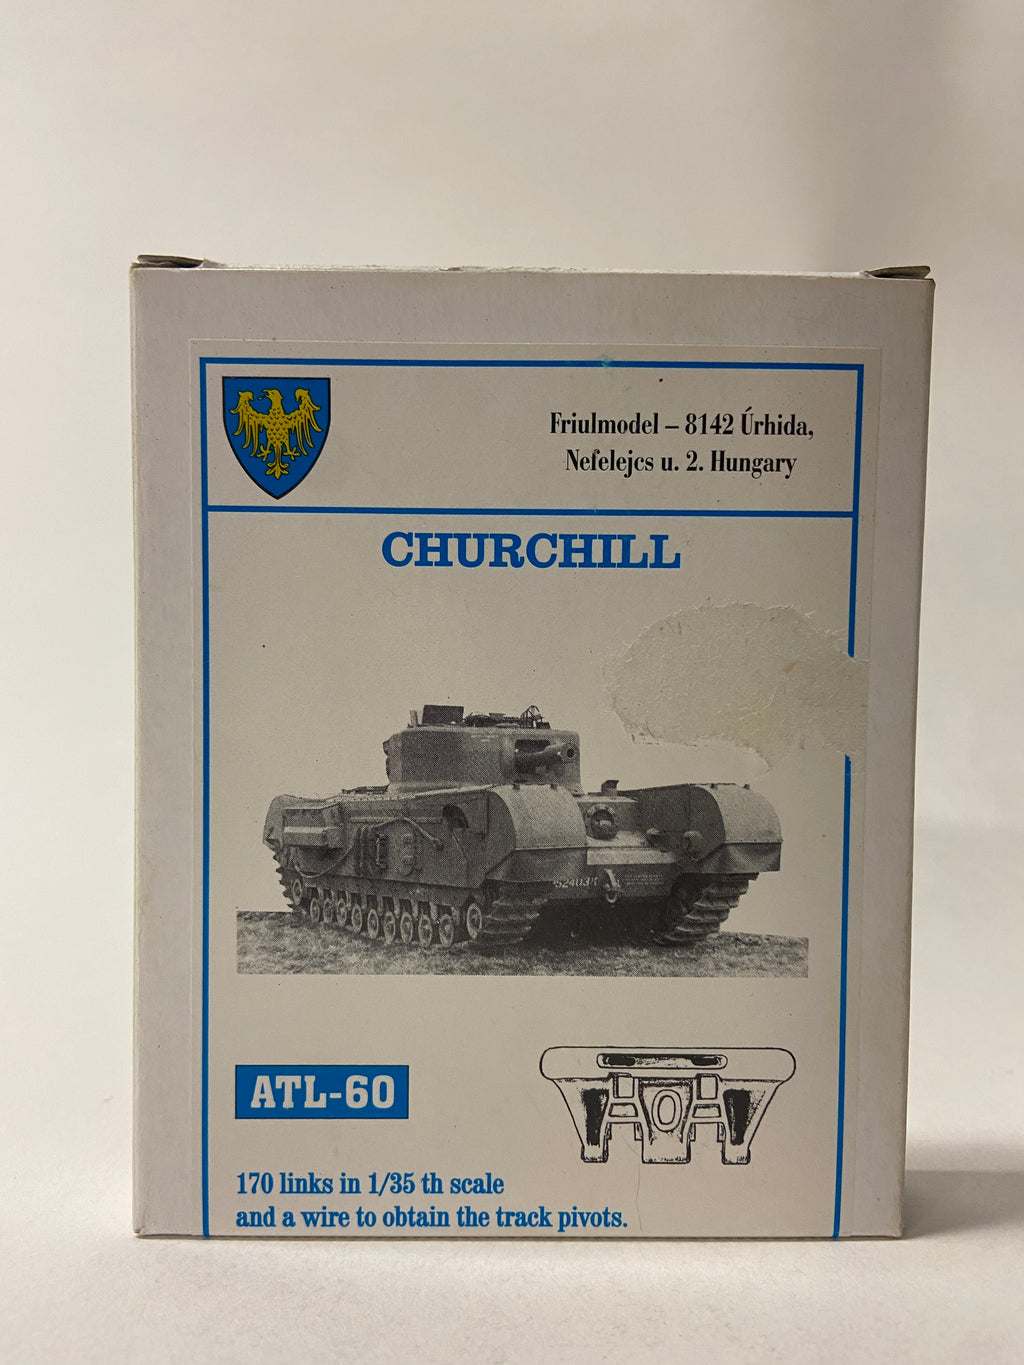 Friulmodel – 8142 Úrhida,
Nefelejcs u. 2. Hungary
CHURCHILL
ATL-60
170 links in 1/35 th scale
and a wire to obtain the track pivots.